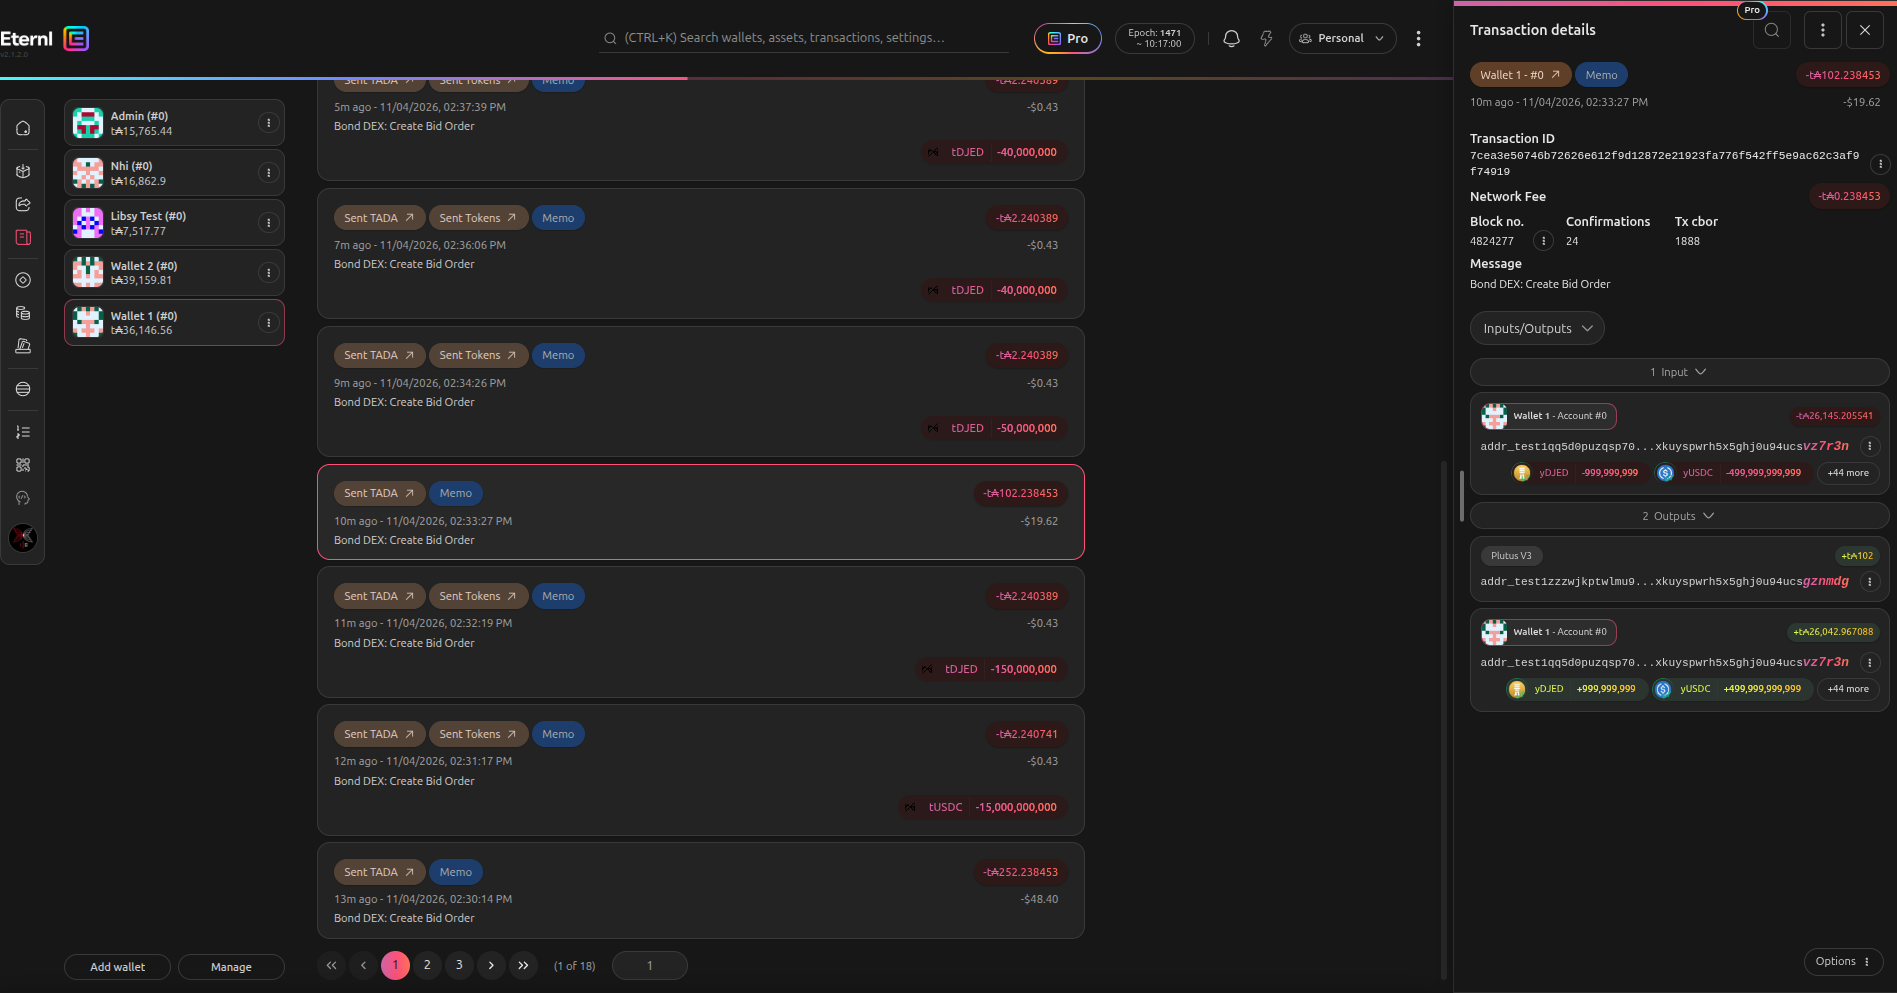 Eternl
v2.1.2.0
(CTRL+K) Search wallets, assets, transactions, settings...
Pro
Epoch: 1471
~ 10:17:00
Personal
Admin (#0)
t₳15,765.44
Nhi (#0)
t₳16,862.9
Libsy Test (#0)
t₳7,517.77
Wallet 2 (#0)
t₳39,159.81
Wallet 1 (#0)
t₳36,146.56
Add wallet
Manage
Sent TADA
Sent Tokens
Memo
-t₳2.240389
5m ago - 11/04/2026, 02:37:39 PM
-$0.43
Bond DEX: Create Bid Order
tDJED
-40,000,000
Sent TADA
Sent Tokens
Memo
-t₳2.240389
7m ago - 11/04/2026, 02:36:06 PM
-$0.43
Bond DEX: Create Bid Order
tDJED
-40,000,000
Sent TADA
Sent Tokens
Memo
-t₳2.240389
9m ago - 11/04/2026, 02:34:26 PM
-$0.43
Bond DEX: Create Bid Order
tDJED
-50,000,000
Sent TADA
Memo
-t₳102.238453
10m ago - 11/04/2026, 02:33:27 PM
-$19.62
Bond DEX: Create Bid Order
Sent TADA
Sent Tokens
Memo
-t₳2.240389
11m ago - 11/04/2026, 02:32:19 PM
-$0.43
Bond DEX: Create Bid Order
tDJED
-150,000,000
Sent TADA
Sent Tokens
Memo
-t₳2.240741
12m ago - 11/04/2026, 02:31:17 PM
-$0.43
Bond DEX: Create Bid Order
tUSDC
-15,000,000,000
Sent TADA
Memo
-t₳252.238453
13m ago - 11/04/2026, 02:30:14 PM
-$48.40
Bond DEX: Create Bid Order
1
2
3
(1 of 18)
1
Pro
Transaction details
Wallet 1 - #0
Memo
-t₳102.238453
10m ago - 11/04/2026, 02:33:27 PM
-$19.62
Transaction ID
7cea3e50746b72626e612f9d12872e21923fa776f542ff5e9ac62c3af9
f74919
Network Fee
-t₳0.238453
Block no.
Confirmations
Tx cbor
4824277
24
1888
Message
Bond DEX: Create Bid Order
Inputs/Outputs
1 Input
Wallet 1 - Account #0
-t₳26,145.205541
addr_test1qq5d0puzqsp70...xkuyspwrh5x5ghj0u94ucsvz7r3n
yDJED
-999,999,999
yUSDC
-499,999,999,999
+44 more
2 Outputs
Plutus V3
+t₳102
addr_test1zzzwjkptwlmu9...xkuyspwrh5x5ghj0u94ucsgznmdg
Wallet 1 - Account #0
+t₳26,042.967088
addr_test1qq5d0puzqsp70...xkuyspwrh5x5ghj0u94ucsvz7r3n
yDJED
+999,999,999
yUSDC
+499,999,999,999
+44 more
Options